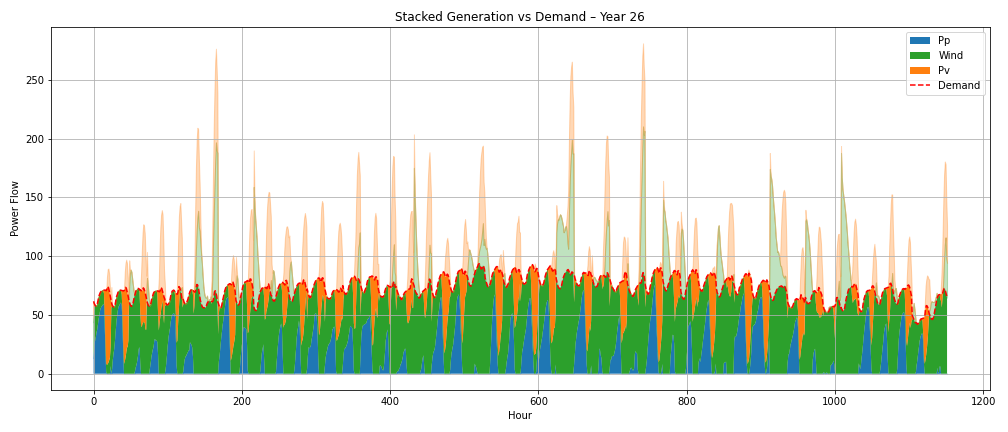 Stacked Generation vs Demand – Year 26
Pp
Wind
Pv
Demand
Power Flow
250
200
150
100
50
0
0 200 400 600 800 1000 1200
Hour